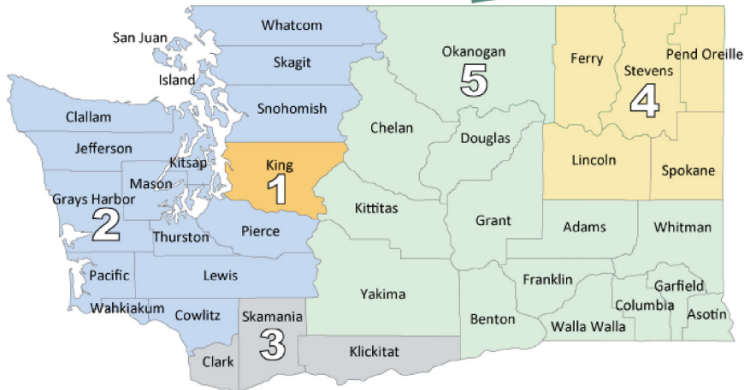 Whatcom
San Juan
Skagit
Island
Snohomish
Clallam
Jefferson
Kitsap
King
1
Mason
Grays Harbor
2
Thurston
Pierce
Pacific
Lewis
Wahkiakum
Cowlitz
Skamania
3
Clark
Klickitat
Okanogan
5
Chelan
Douglas
Kittitas
Grant
Yakima
Benton
Adams
Whitman
Franklin
Walla Walla
Columbia
Garfield
Asotin
Ferry
Stevens
4
Pend Oreille
Lincoln
Spokane